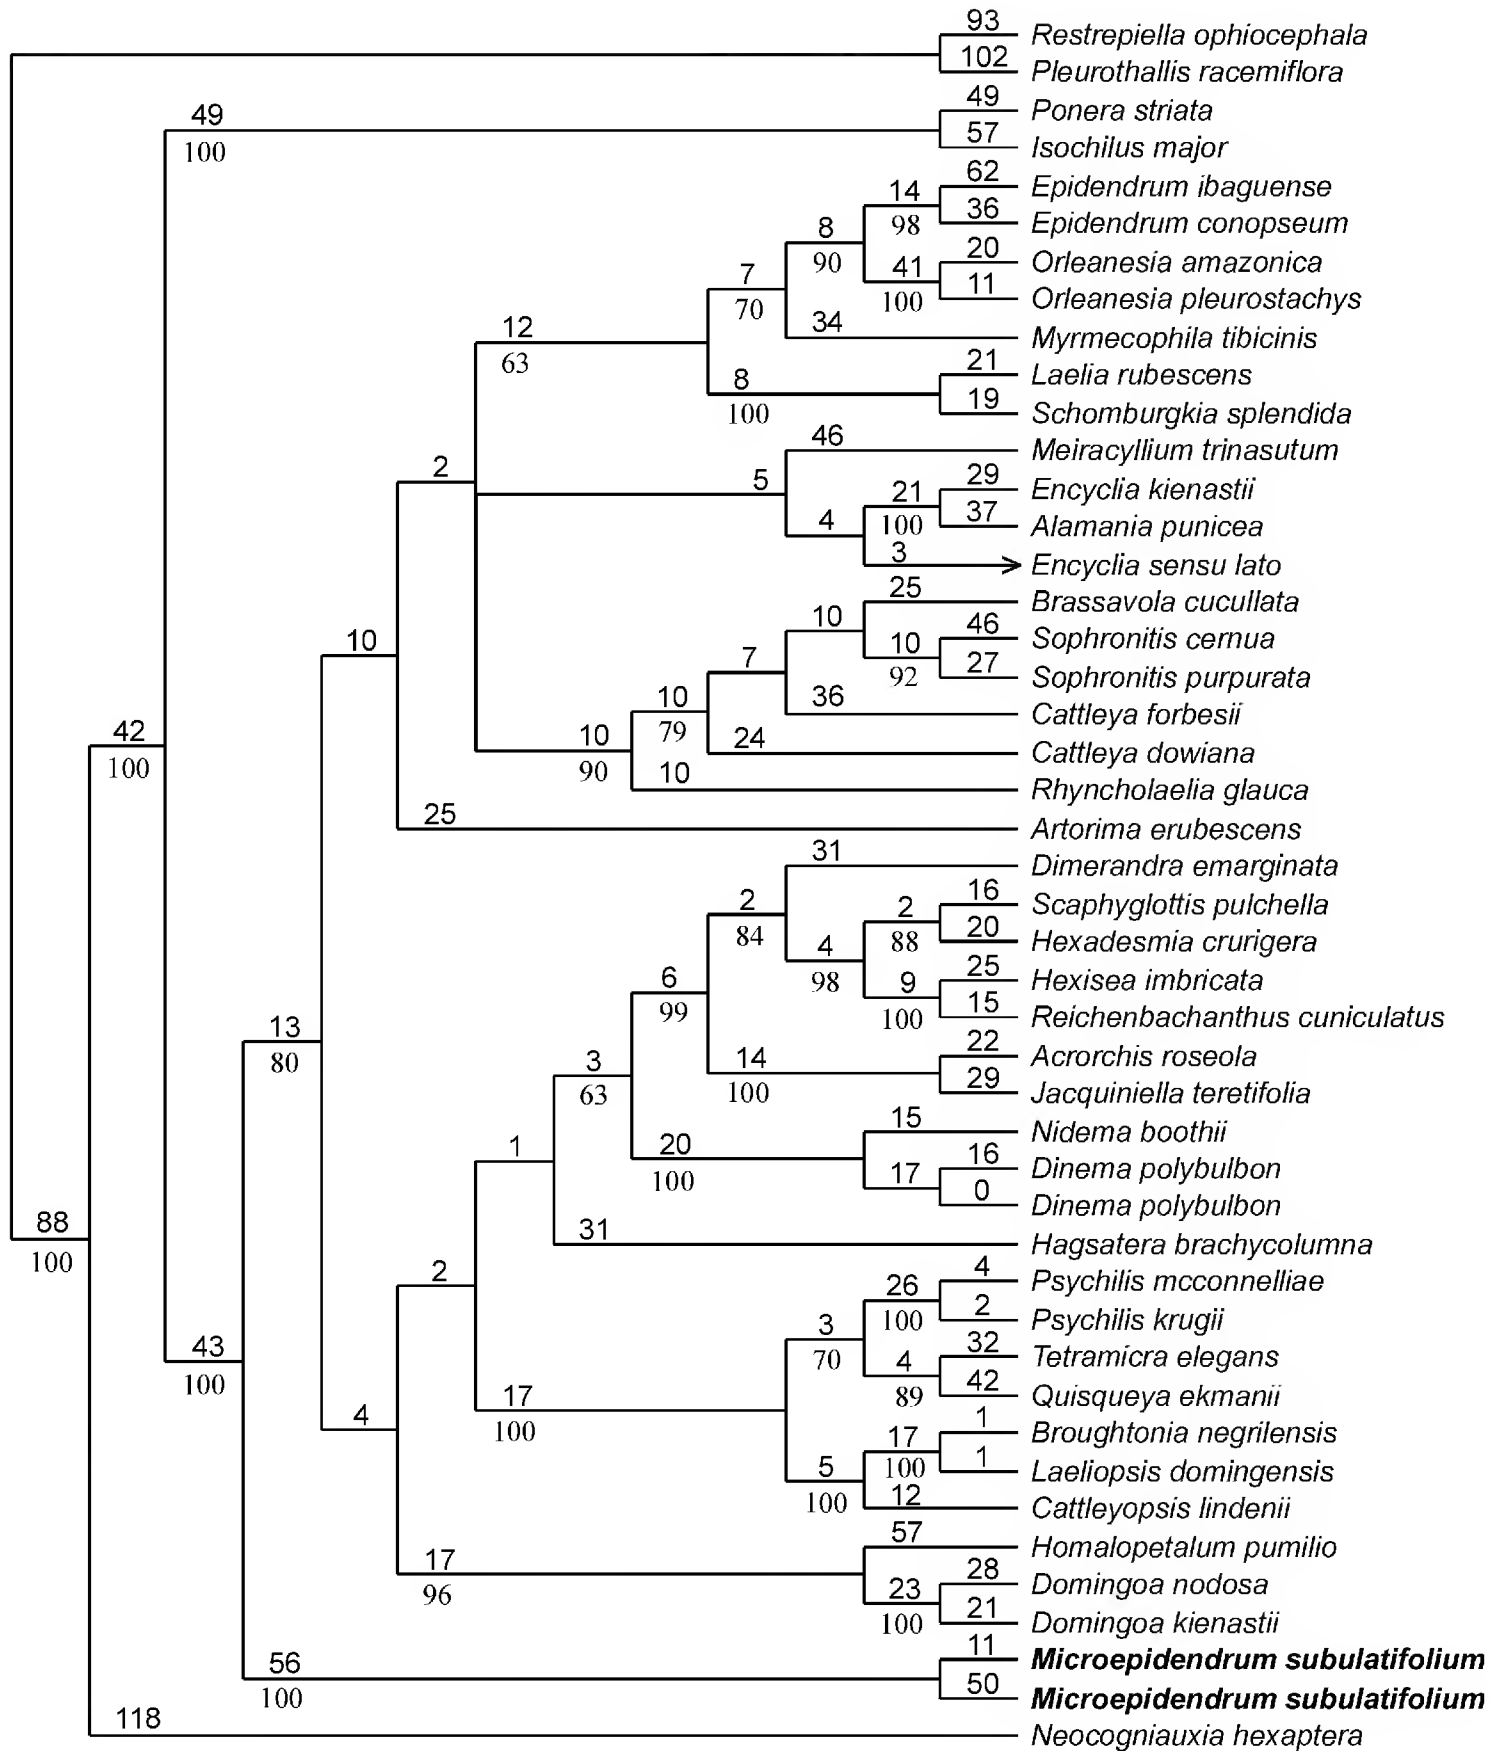 93
Restrepiella ophiocephala
102
Pleurothallis racemiflora
49
49
Ponera striata
100
57
Isochilus major
62
Epidendrum ibaguense
14
36
Epidendrum conopseum
98
8
20
Orleanesia amazonica
90
41
11
Orleanesia pleurostachys
100
7
70
34
Myrmecophila tibicinis
12
63
21
Laelia rubescens
8
19
Schomburgkia splendida
100
46
Meiracyllium trinasutum
2
5
29
Encyclia kienastii
21
37
Alamania punicea
100
4
3
Encyclia sensu lato
25
Brassavola cucullata
10
46
Sophronitis cernua
10
27
Sophronitis purpurata
92
10
7
36
Cattleya forbesii
10
79
24
Cattleya dowiana
10
90
10
Rhyncholaelia glauca
42
100
25
Artorima erubescens
31
Dimerandra emarginata
2
84
16
Scaphyglottis pulchella
2
20
Hexadesmia crurigera
88
4
98
25
Hexisea imbricata
9
15
Reichenbachanthus cuniculatus
100
6
99
13
80
22
Acrorchis roseola
14
29
Jacquiniella teretifolia
100
3
63
15
Nidema boothii
20
16
Dinema polybulbon
100
17
0
Dinema polybulbon
1
31
Hagsatera brachycolumna
88
100
2
4
Psychilis mcconnelliae
26
2
Psychilis krugii
100
3
70
32
Tetramicra elegans
4
42
Quisqueya ekmanii
89
43
100
17
100
4
1
Broughtonia negrilensis
17
1
Laeliopsis domingensis
100
5
100
12
Cattleyopsis lindenii
57
Homalopetalum pumilio
17
96
28
Domingoa nodosa
23
21
Domingoa kienastii
100
11
Microepidendrum subulatifolium
56
50
Microepidendrum subulatifolium
100
118
Neocogniauxia hexaptera